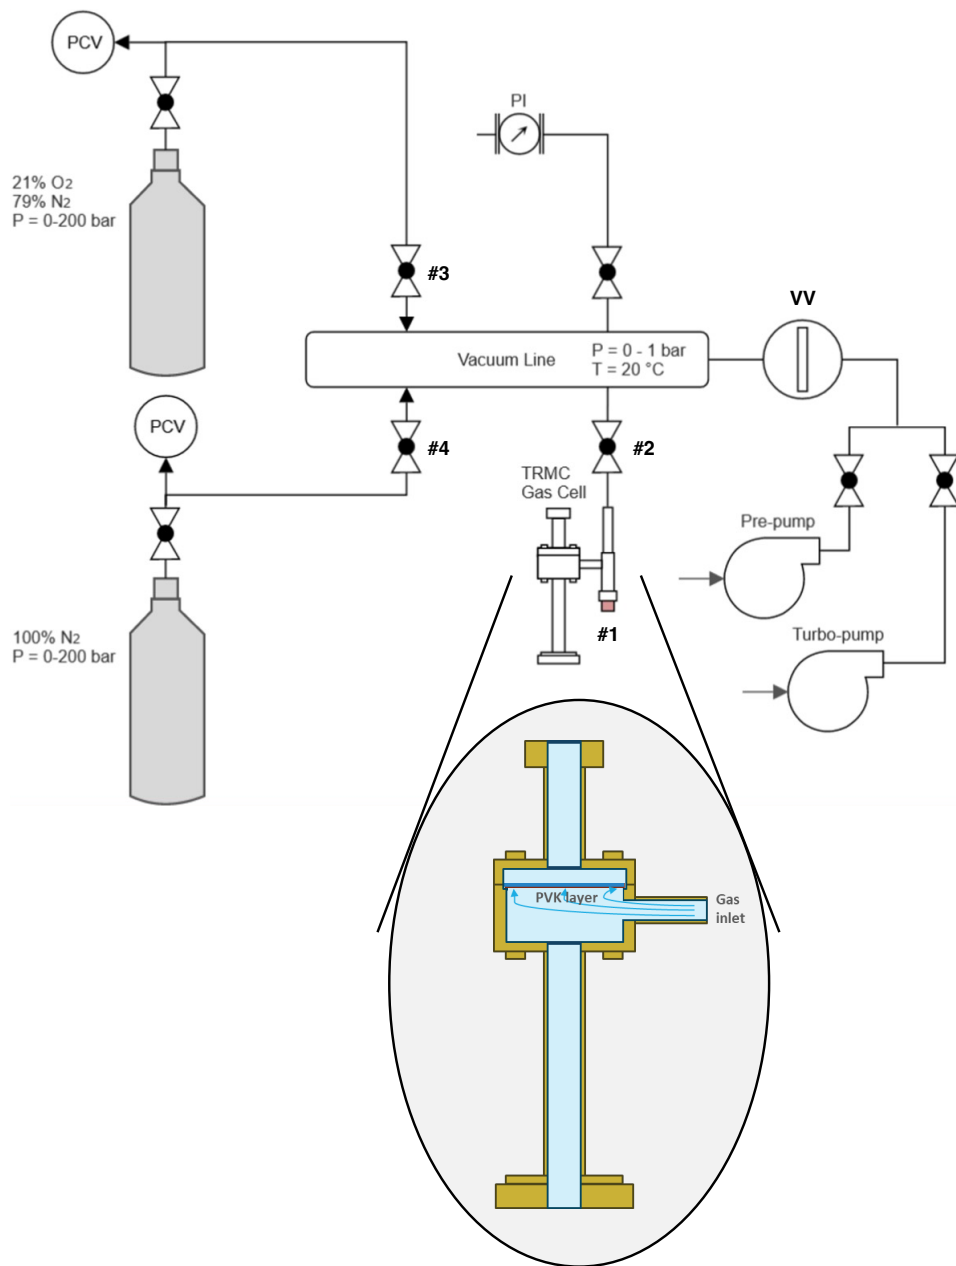 PCV
21% O2
79% N2
P = 0-200 bar
PI
#3
VV
Vacuum Line
P = 0 - 1 bar
T = 20 °C
PCV
#4
#2
TRMC
Gas Cell
Pre-pump
100% N2
P = 0-200 bar
#1
Turbo-pump
PVK layer
Gas
inlet